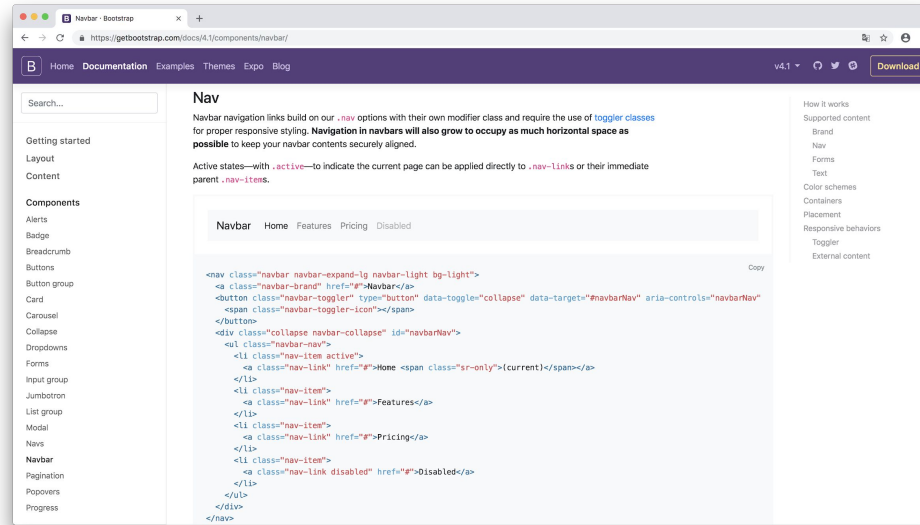 Navbar · Bootstrap
https://getbootstrap.com/docs/4.1/components/navbar/
B Home Documentation Examples Themes Expo Blog v4.1 Download
Search...
Getting started
Layout
Content
Components
Alerts
Badge
Breadcrumb
Buttons
Button group
Card
Carousel
Collapse
Dropdowns
Forms
Input group
Jumbotron
List group
Modal
Navs
Navbar
Pagination
Popovers
Progress
Nav
Navbar navigation links build on our .nav options with their own modifier class and require the use of toggler classes
for proper responsive styling. Navigation in navbars will also grow to occupy as much horizontal space as
possible to keep your navbar contents securely aligned.
Active states—with .active—to indicate the current page can be applied directly to .nav-links or their immediate
parent .nav-items.
Navbar Home Features Pricing Disabled
Copy
<nav class="navbar navbar-expand-lg navbar-light bg-light">
<a class="navbar-brand" href="#">Navbar</a>
<button class="navbar-toggler" type="button" data-toggle="collapse" data-target="#navbarNav" aria-controls="navbarNav"
<span class="navbar-toggler-icon"></span>
</button>
<div class="collapse navbar-collapse" id="navbarNav">
<ul class="navbar-nav">
<li class="nav-item active">
<a class="nav-link" href="#">Home <span class="sr-only">(current)</span></a>
</li>
<li class="nav-item">
<a class="nav-link" href="#">Features</a>
</li>
<li class="nav-item">
<a class="nav-link" href="#">Pricing</a>
</li>
<li class="nav-item">
<a class="nav-link disabled" href="#">Disabled</a>
</li>
</ul>
</div>
</nav>
How it works
Supported content
Brand
Nav
Forms
Text
Color schemes
Containers
Placement
Responsive behaviors
Toggler
External content